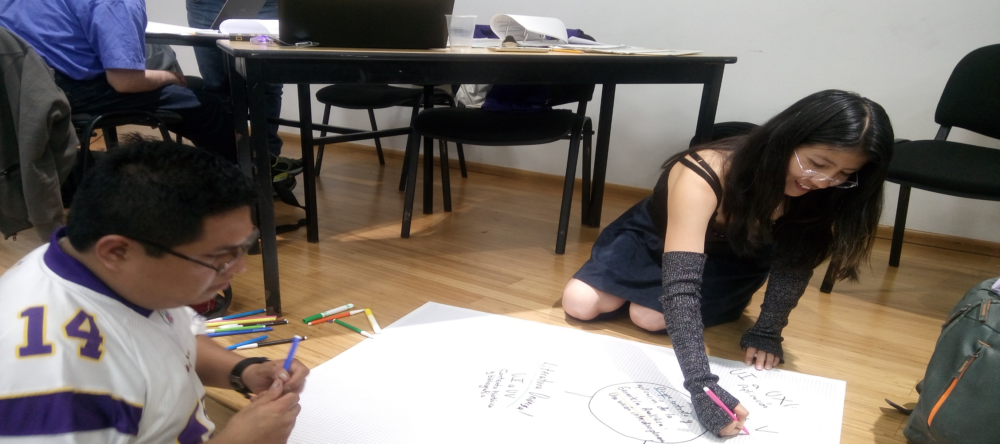 14
Literatura Universal
UII a UV
Contexto histórico
y bibliografic
Origen, contexto y
aplicación de la
Geometría Analítica:
Una visión interdisciplinaria
UI a UXI:
Aplicación
V